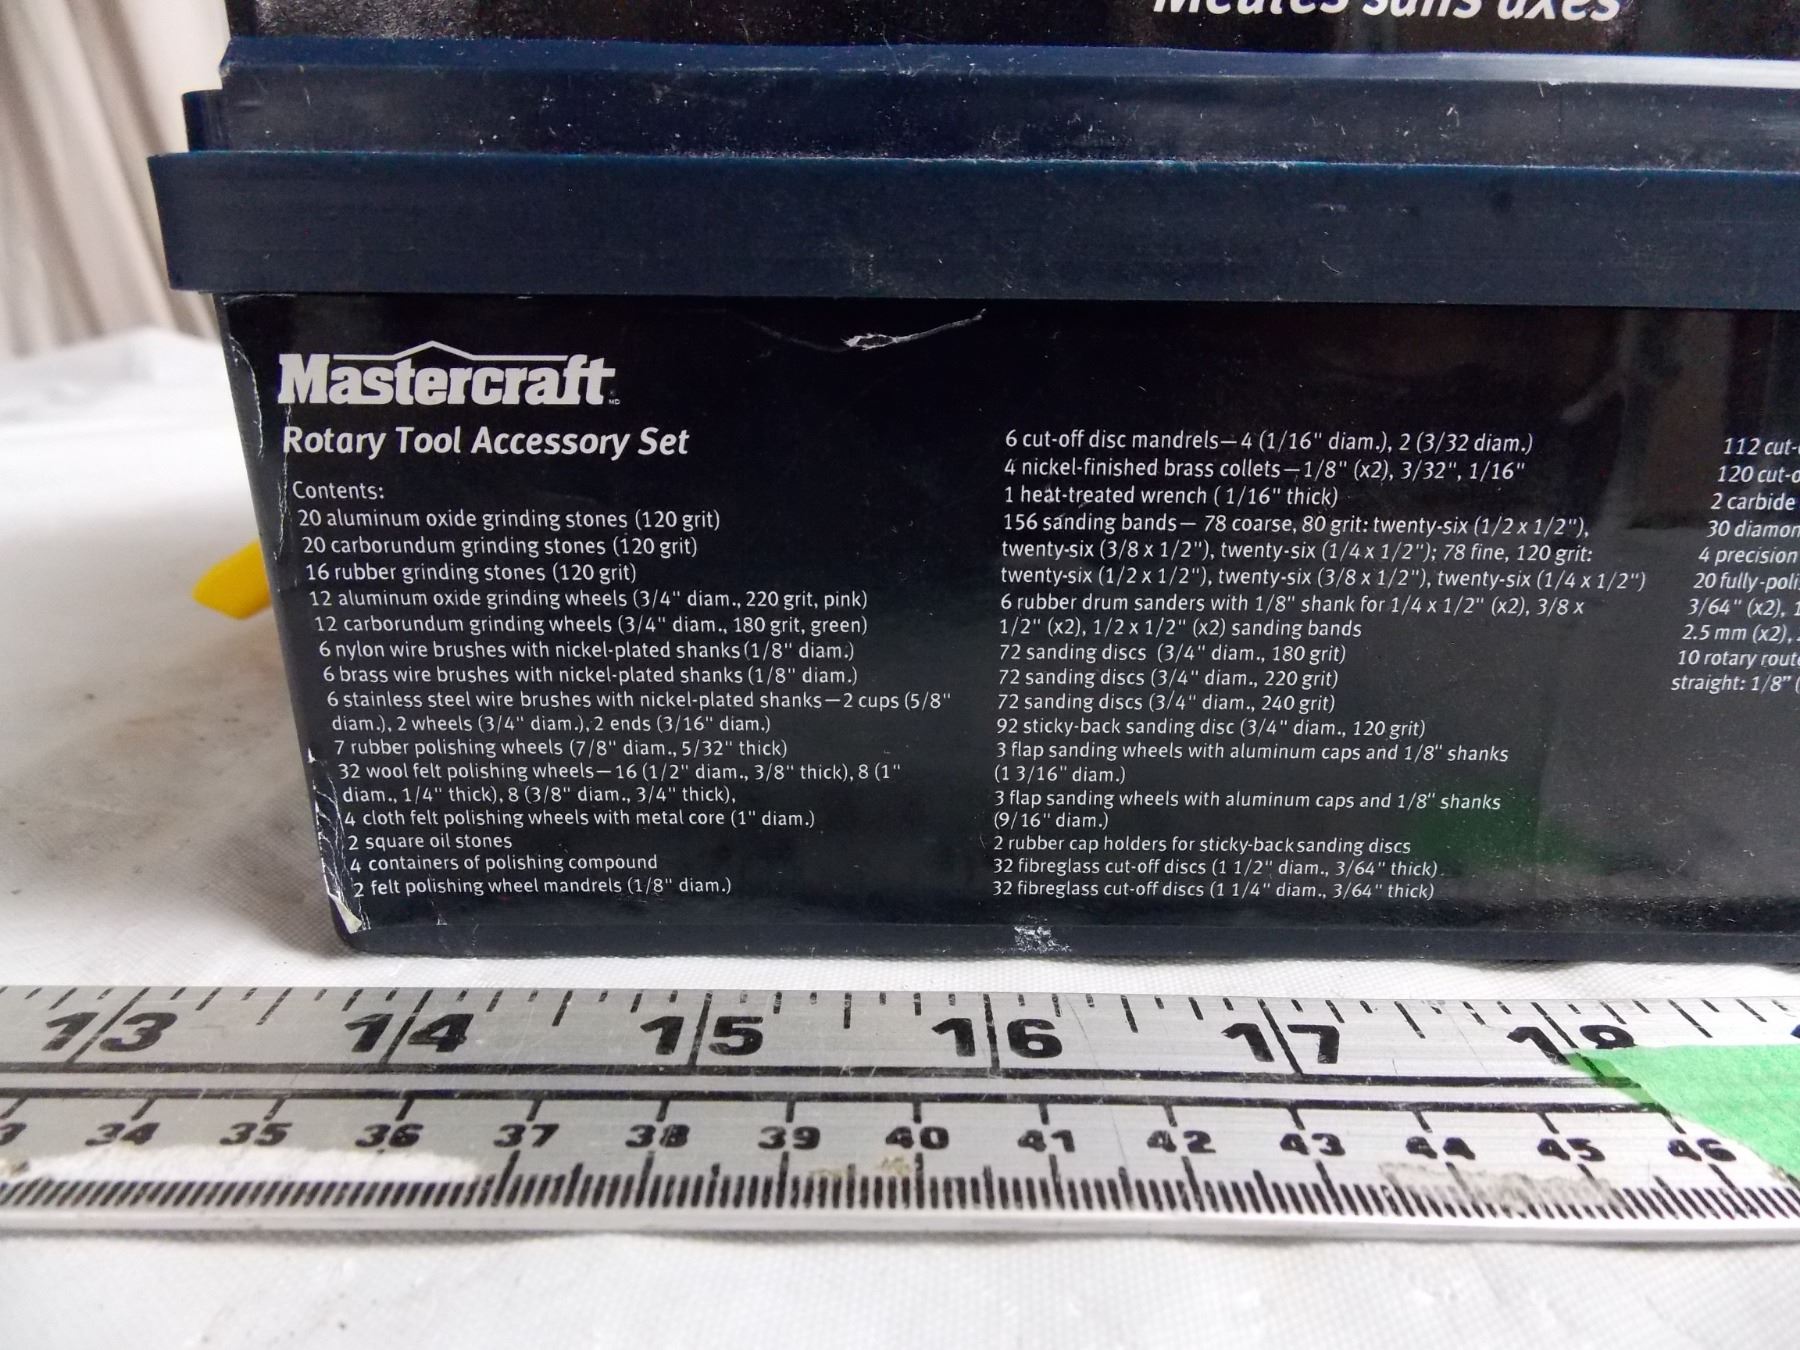 Meules sans axes
Mastercraft MD
Rotary Tool Accessory Set
Contents:
20 aluminum oxide grinding stones (120 grit)
20 carborundum grinding stones (120 grit)
16 rubber grinding stones (120 grit)
12 aluminum oxide grinding wheels (3/4" diam., 220 grit, pink)
12 carborundum grinding wheels (3/4" diam., 180 grit, green)
6 nylon wire brushes with nickel-plated shanks (1/8" diam.)
6 brass wire brushes with nickel-plated shanks (1/8" diam.)
6 stainless steel wire brushes with nickel-plated shanks—2 cups (5/8"
diam.), 2 wheels (3/4" diam.), 2 ends (3/16" diam.)
7 rubber polishing wheels (7/8" diam., 5/32" thick)
32 wool felt polishing wheels—16 (1/2" diam., 3/8" thick), 8 (1"
diam., 1/4" thick), 8 (3/8" diam., 3/4" thick),
4 cloth felt polishing wheels with metal core (1" diam.)
2 square oil stones
4 containers of polishing compound
2 felt polishing wheel mandrels (1/8" diam.)
6 cut-off disc mandrels—4 (1/16" diam.), 2 (3/32 diam.)
4 nickel-finished brass collets—1/8" (x2), 3/32", 1/16"
1 heat-treated wrench ( 1/16" thick)
156 sanding bands— 78 coarse, 80 grit: twenty-six (1/2 x 1/2"),
twenty-six (3/8 x 1/2"), twenty-six (1/4 x 1/2"); 78 fine, 120 grit:
twenty-six (1/2 x 1/2"), twenty-six (3/8 x 1/2"), twenty-six (1/4 x 1/2")
6 rubber drum sanders with 1/8" shank for 1/4 x 1/2" (x2), 3/8 x
1/2" (x2), 1/2 x 1/2" (x2) sanding bands
72 sanding discs (3/4" diam., 180 grit)
72 sanding discs (3/4" diam., 220 grit)
72 sanding discs (3/4" diam., 240 grit)
92 sticky-back sanding disc (3/4" diam., 120 grit)
3 flap sanding wheels with aluminum caps and 1/8" shanks
(1 3/16" diam.)
3 flap sanding wheels with aluminum caps and 1/8" shanks
(9/16" diam.)
2 rubber cap holders for sticky-back sanding discs
32 fibreglass cut-off discs (1 1/2" diam., 3/64" thick)
32 fibreglass cut-off discs (1 1/4" diam., 3/64" thick)
112 cut-
120 cut-o
2 carbide
30 diamon
4 precision
20 fully-poli
3/64" (x2), 1
2.5 mm (x2),
10 rotary route
straight: 1/8" (
13 14 15 16 17 18
34 35 36 37 38 39 40 41 42 43 44 45 46